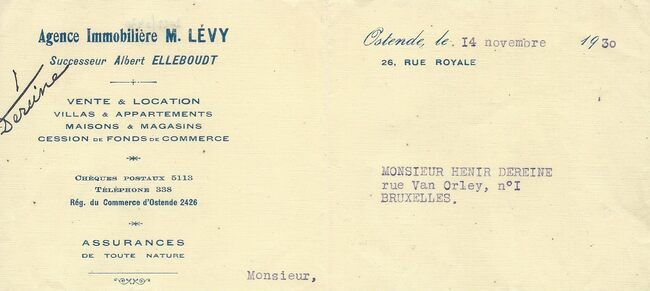 Agence Immobilière M. LÉVY
Successeur Albert ELLEBOUDT
1
Dereine
VENTE & LOCATION
VILLAS & APPARTEMENTS
MAISONS & MAGASINS
CESSION DE FONDS DE COMMERCE
CHÈQUES POSTAUX 5113
TÉLÉPHONE 338
Rég. du Commerce d'Ostende 2426
ASSURANCES
DE TOUTE NATURE
Ostende, le 14 novembre 1930
26, RUE ROYALE
MONSIEUR HENIR DEREINE
rue Van Orley, n°I
BRUXELLES.
Monsieur,